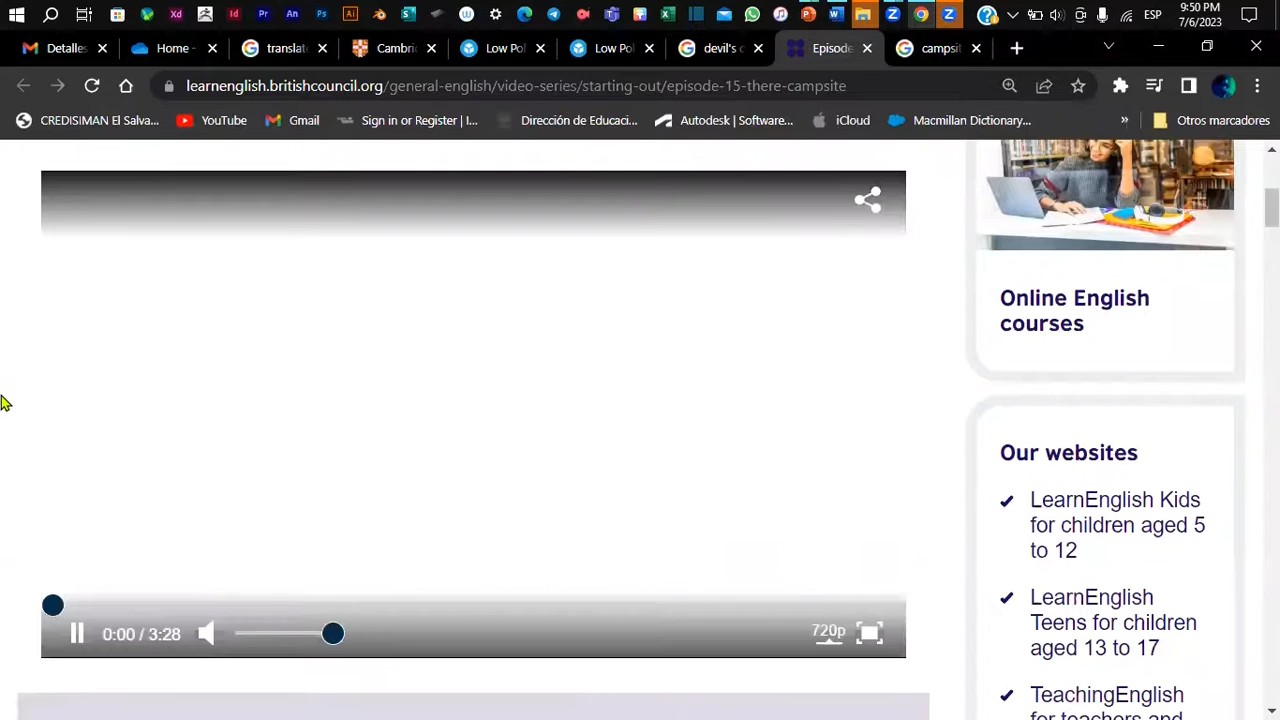 9:50 PM
ESP
7/6/2023
Detalles
Home -
translat
Cambri
Low Pol
Low Pol
devil's c
Episode
campsit
learnenglish.britishcouncil.org/general-english/video-series/starting-out/episode-15-there-campsite
CREDISIMAN El Salva...
YouTube
Gmail
Sign in or Register | I...
Dirección de Educaci...
Autodesk | Software...
iCloud
Macmillan Dictionary...
»
Otros marcadores
Online English
courses
Our websites
LearnEnglish Kids
for children aged 5
to 12
LearnEnglish
Teens for children
aged 13 to 17
TeachingEnglish
for teachers and
0:00 / 3:28
720p